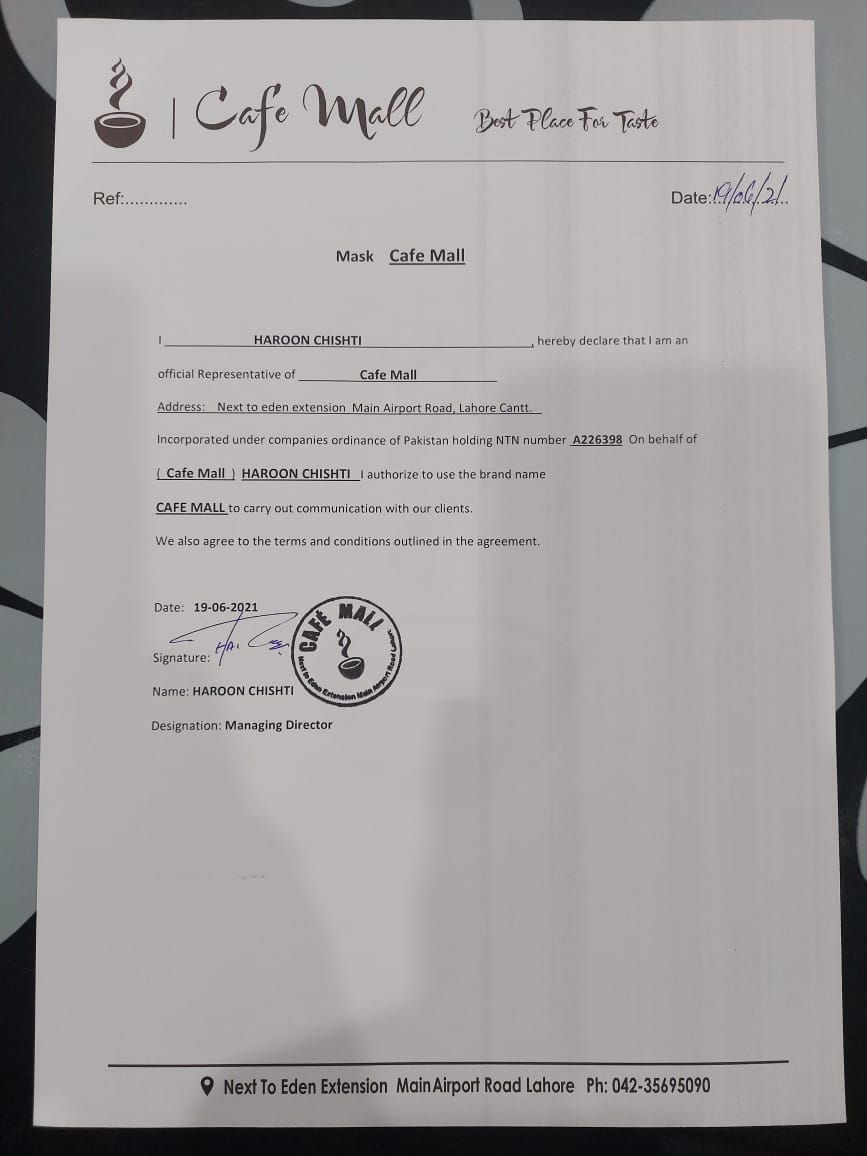 Cafe Mall Best Place For Taste
Ref:............. Date:19/06/21..
Mask Cafe Mall
I HAROON CHISHTI , hereby declare that I am an
official Representative of Cafe Mall
Address: Next to eden extension Main Airport Road, Lahore Cantt.
Incorporated under companies ordinance of Pakistan holding NTN number A226398 On behalf of
( Cafe Mall ) HAROON CHISHTI I authorize to use the brand name
CAFE MALL to carry out communication with our clients.
We also agree to the terms and conditions outlined in the agreement.
Date: 19-06-2021
CAFÉ MALL
Next to Eden Extension Main Airport Road Lahore.
Signature:
Name: HAROON CHISHTI
Designation: Managing Director
Next To Eden Extension Main Airport Road Lahore Ph: 042-35695090